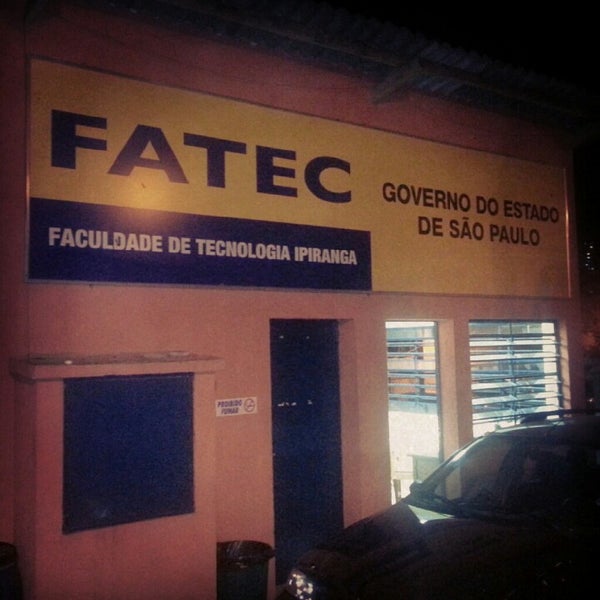 FATEC
FACULDADE DE TECNOLOGIA IPIRANGA
GOVERNO DO ESTADO
DE SÃO PAULO
PROIBIDO
FUMAR